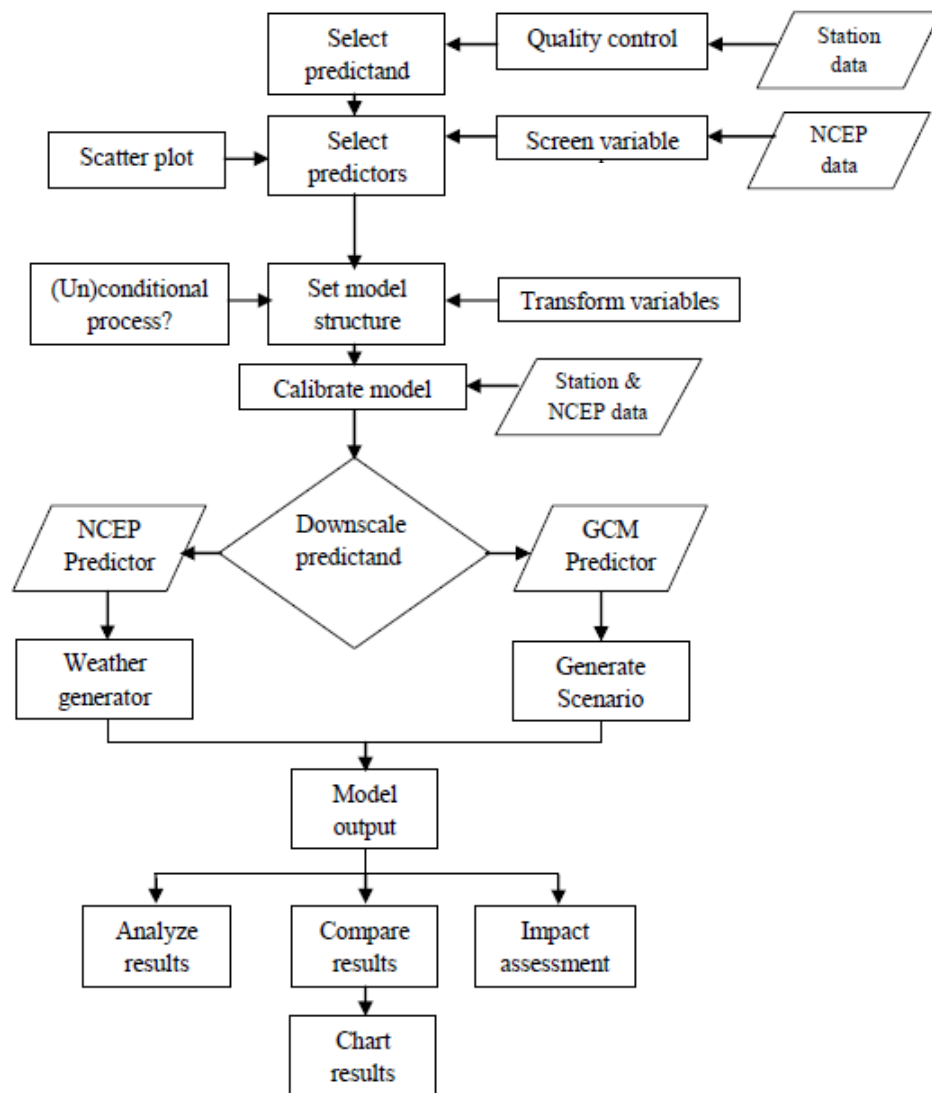 Select
predictand
Quality control
Station
data
Scatter plot
Select
predictors
Screen variable
NCEP
data
(Un)conditional
process?
Set model
structure
Transform variables
Calibrate model
Station &
NCEP data
NCEP
Predictor
Downscale
predictand
GCM
Predictor
Weather
generator
Generate
Scenario
Model
output
Analyze
results
Compare
results
Impact
assessment
Chart
results